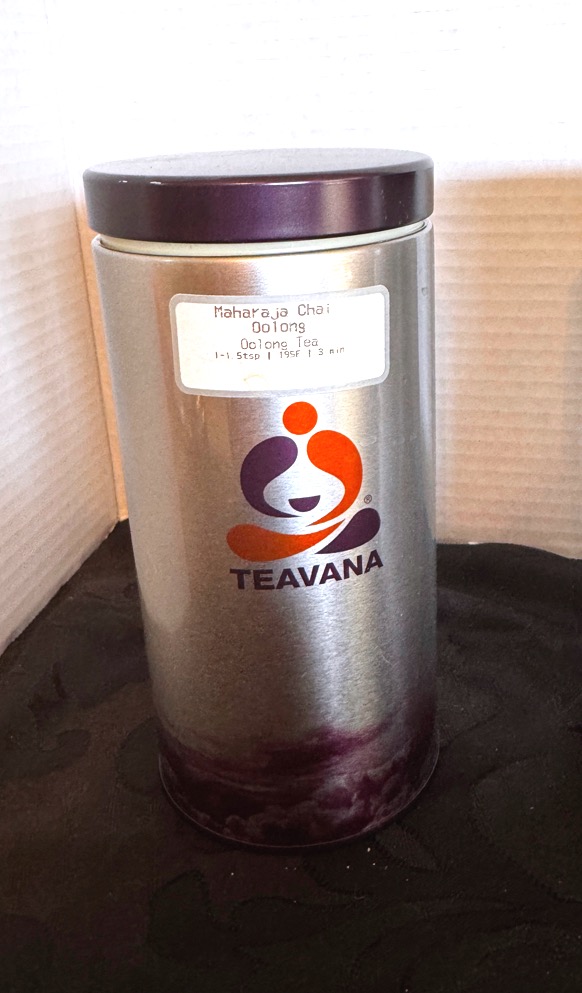 Maharaja Chai
Oolong
Oolong Tea
1-1.5tsp | 195F | 3 min
®
TEAVANA